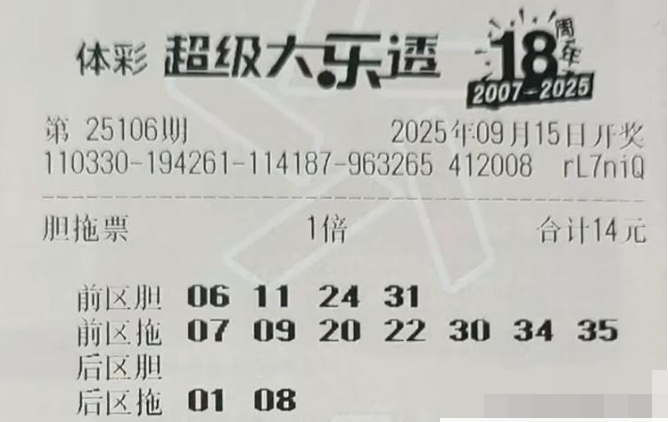 体彩 超级大乐透 18周年
2007-2025
第 25106期 2025年09月15日开奖
110330-194261-114187-963265 412008 rL7niQ
胆拖票 1倍 合计14元
前区胆 06 11 24 31
前区拖 07 09 20 22 30 34 35
后区胆
后区拖 01 08